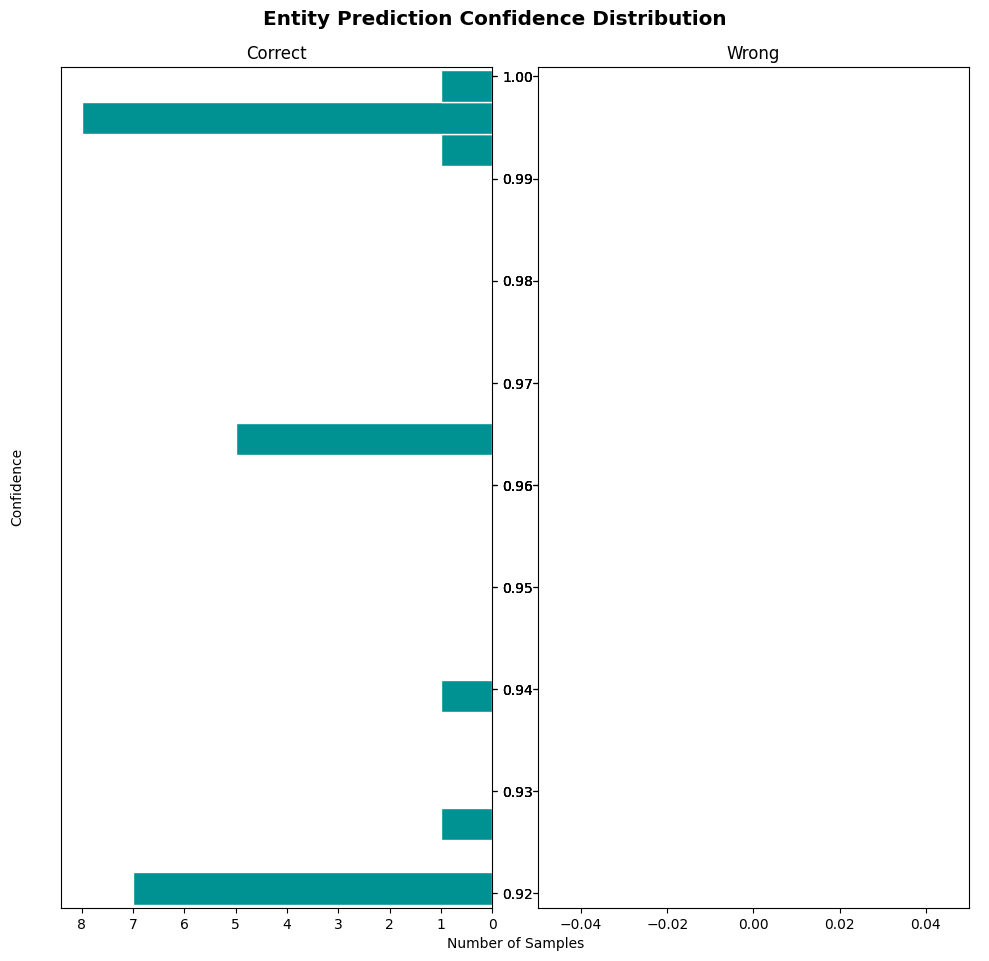 Entity Prediction Confidence Distribution
Correct
Wrong
1.00
0.99
0.98
0.97
0.96
0.95
0.94
0.93
0.92
Confidence
8 7 6 5 4 3 2 1 0
−0.04 −0.02 0.00 0.02 0.04
Number of Samples